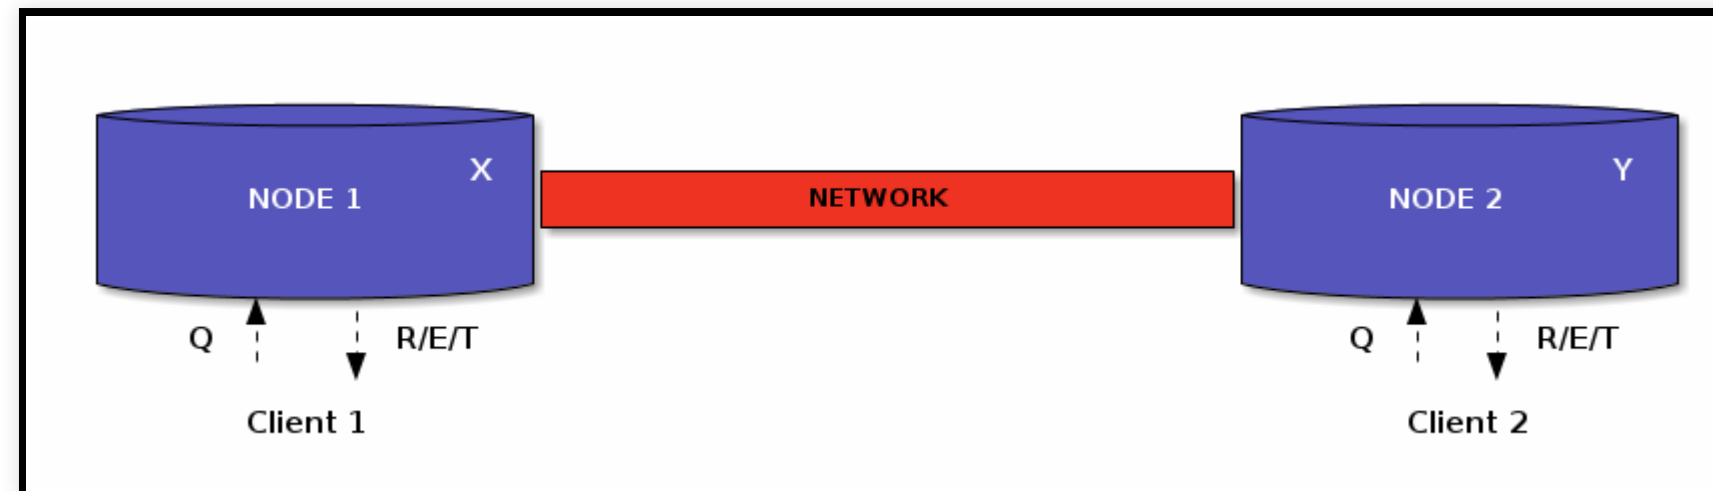 X
NODE 1
NETWORK
Y
NODE 2
Q
R/E/T
Client 1
Q
R/E/T
Client 2